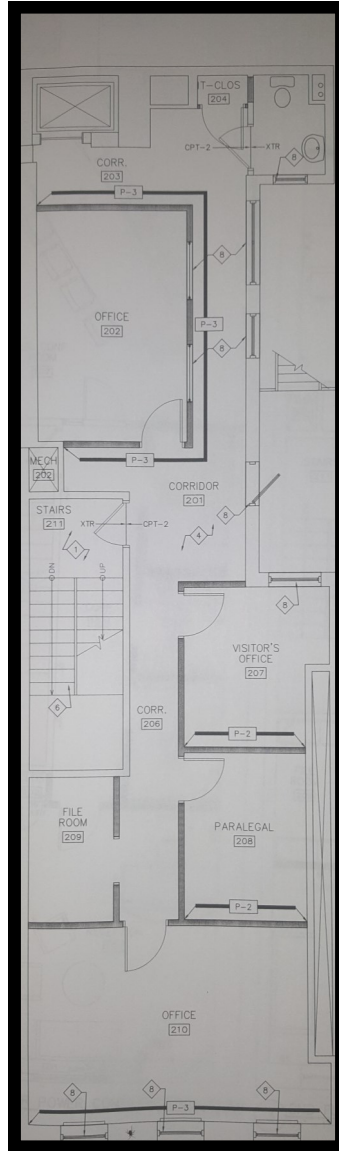 IT-CLOS
204
CPT-2
XTR
8
CORR.
203
P-3
8
OFFICE
202
P-3
8
P-3
MECH
202
CORRIDOR
201
STAIRS
211
XTR
CPT-2
8
1
4
DN
UP
8
VISITOR'S
OFFICE
207
6
CORR.
206
P-2
FILE
ROOM
209
PARALEGAL
208
P-2
OFFICE
210
8
8
8
P-3